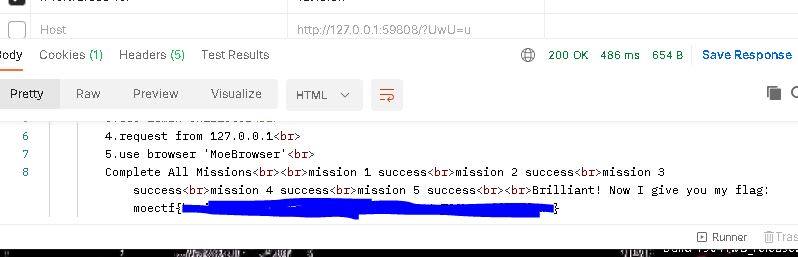 Host http://127.0.0.1:59808/?UwU=u
Body Cookies (1) Headers (5) Test Results 200 OK 486 ms 654 B Save Response
Pretty Raw Preview Visualize HTML
6 4.request from 127.0.0.1<br>
7 5.use browser 'MoeBrowser'<br>
8 Complete All Missions<br><br>mission 1 success<br>mission 2 success<br>mission 3
success<br>mission 4 success<br>mission 5 success<br><br>Brilliant! Now I give you my flag:
moectf{ }
Runner Tras